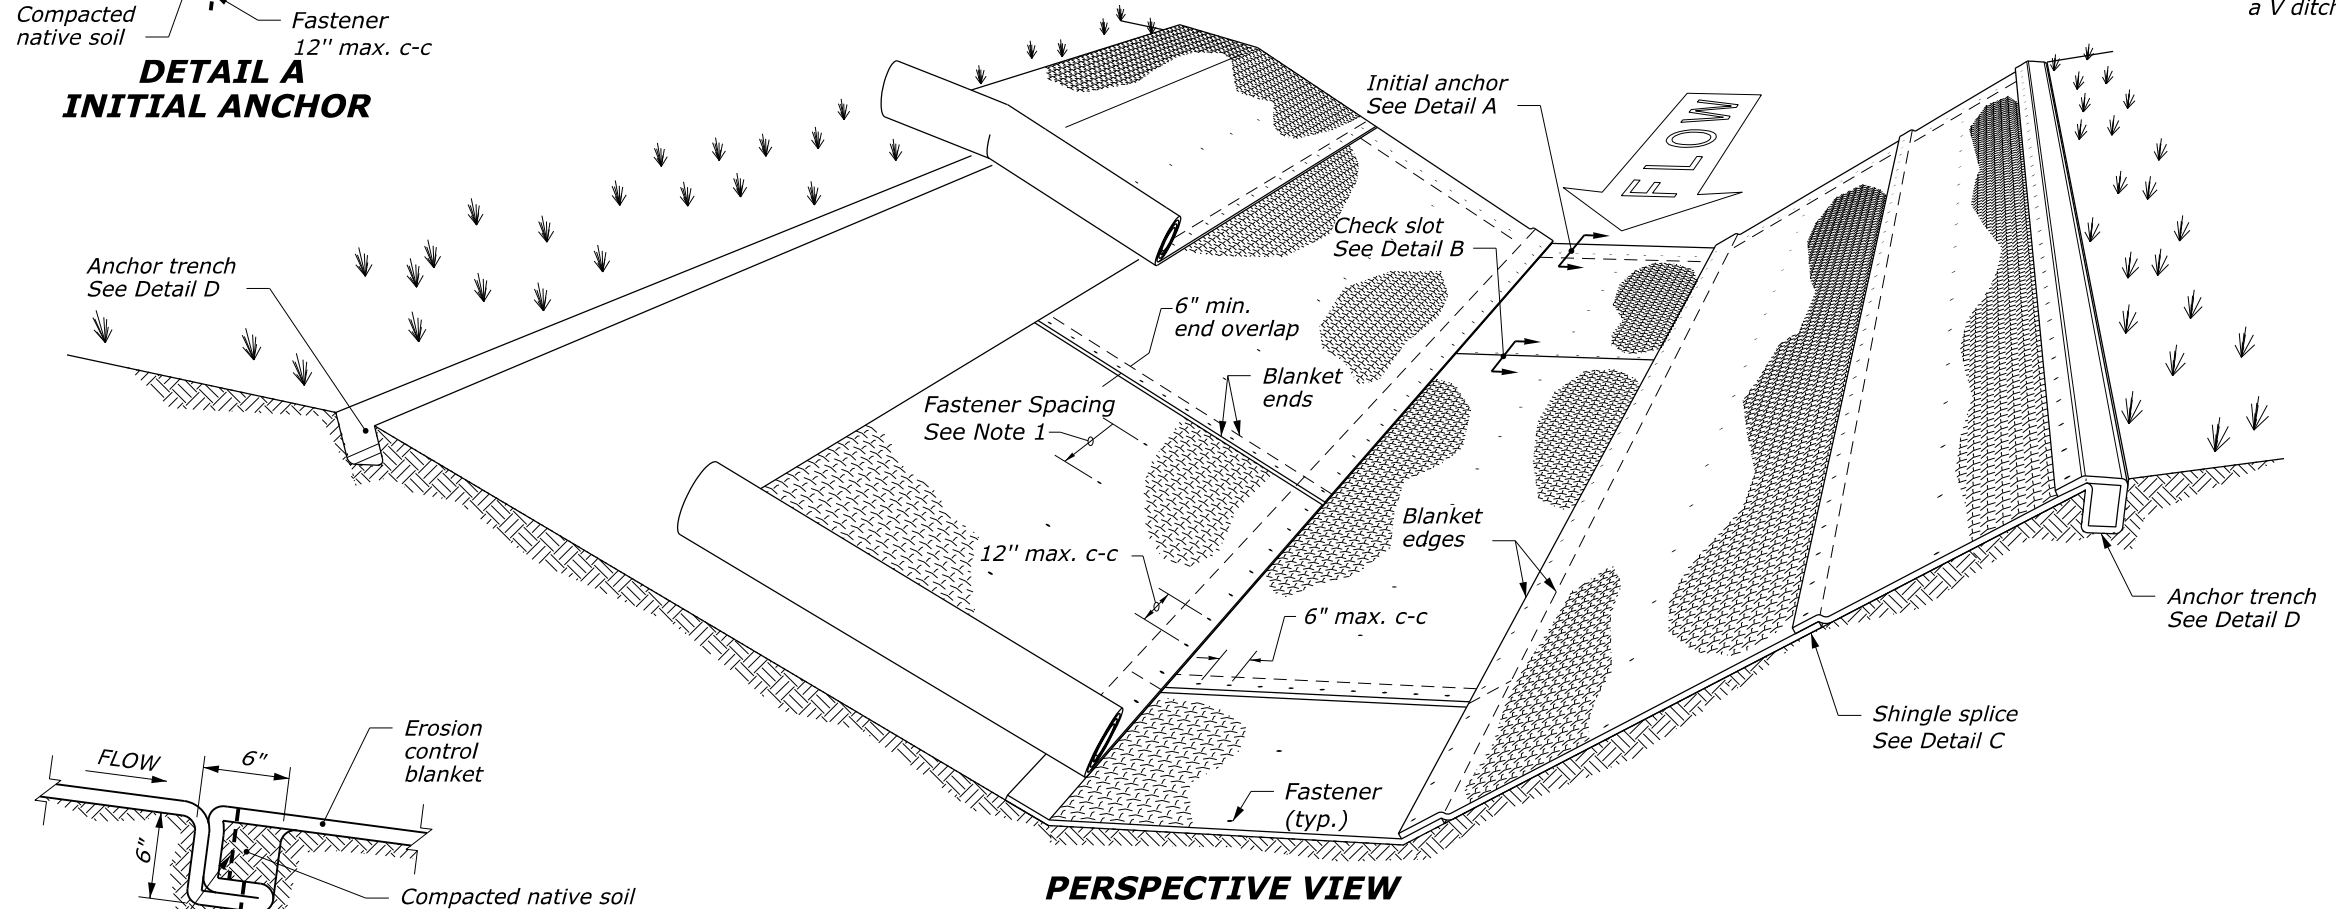 Compacted
native soil
Fastener
12'' max. c-c
DETAIL A
INITIAL ANCHOR
a V ditch
Initial anchor
See Detail A
FLOW
Check slot
See Detail B
Anchor trench
See Detail D
6" min.
end overlap
Blanket
ends
Fastener Spacing
See Note 1
Blanket
edges
12'' max. c-c
6" max. c-c
Anchor trench
See Detail D
Shingle splice
See Detail C
Fastener
(typ.)
PERSPECTIVE VIEW
Erosion
control
blanket
FLOW
6"
6"
Compacted native soil